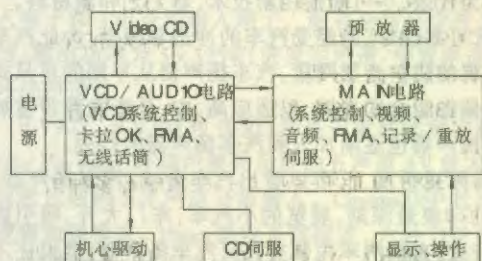 Video CD
预放器
电源
VCD/AUDIO电路
(VCD系统控制、
卡拉OK、FMA、
无线话筒)
MAIN电路
(系统控制、视频、
音频、FMA、记录/重放
伺服)
机心驱动
CD伺服
显示、操作